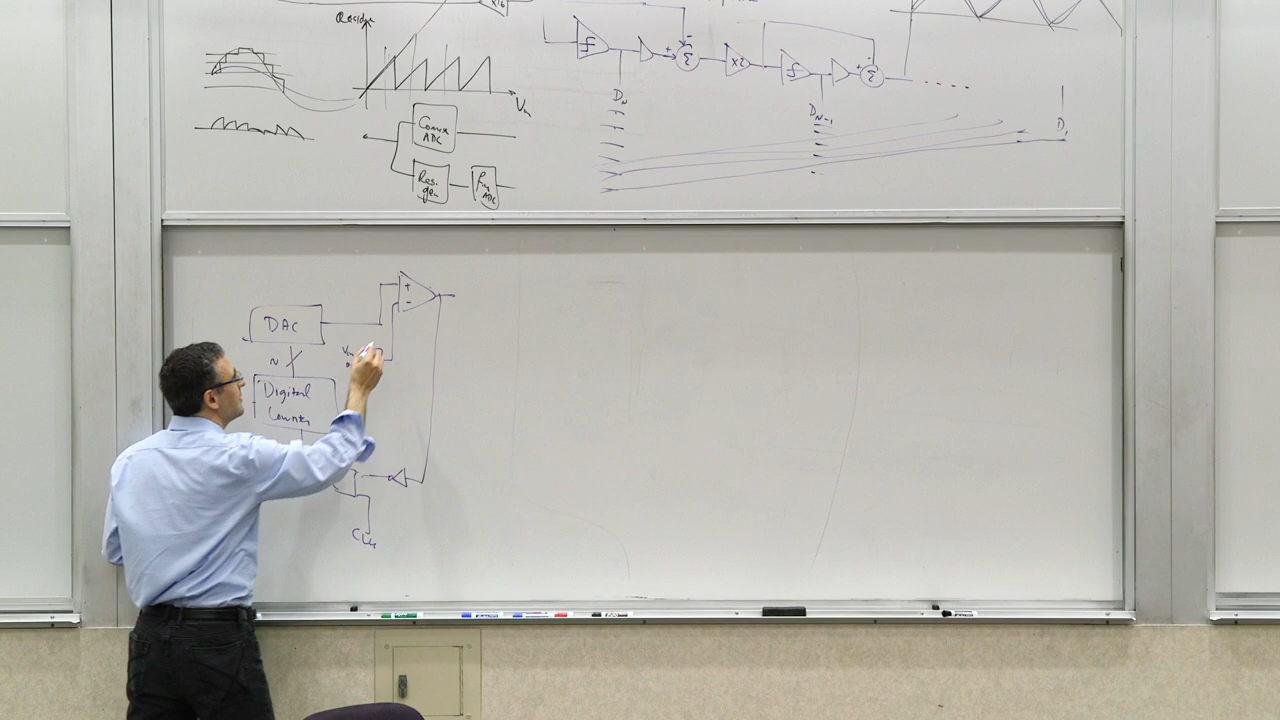 x16
Residue
Vin
Coarse
ADC
Res.
gen
Fine
ADC
+
-
Σ
x2
+
-
Σ
DN
DN-1
D1
DAC
N
+
-
Vin
Digital
Counter
CLK